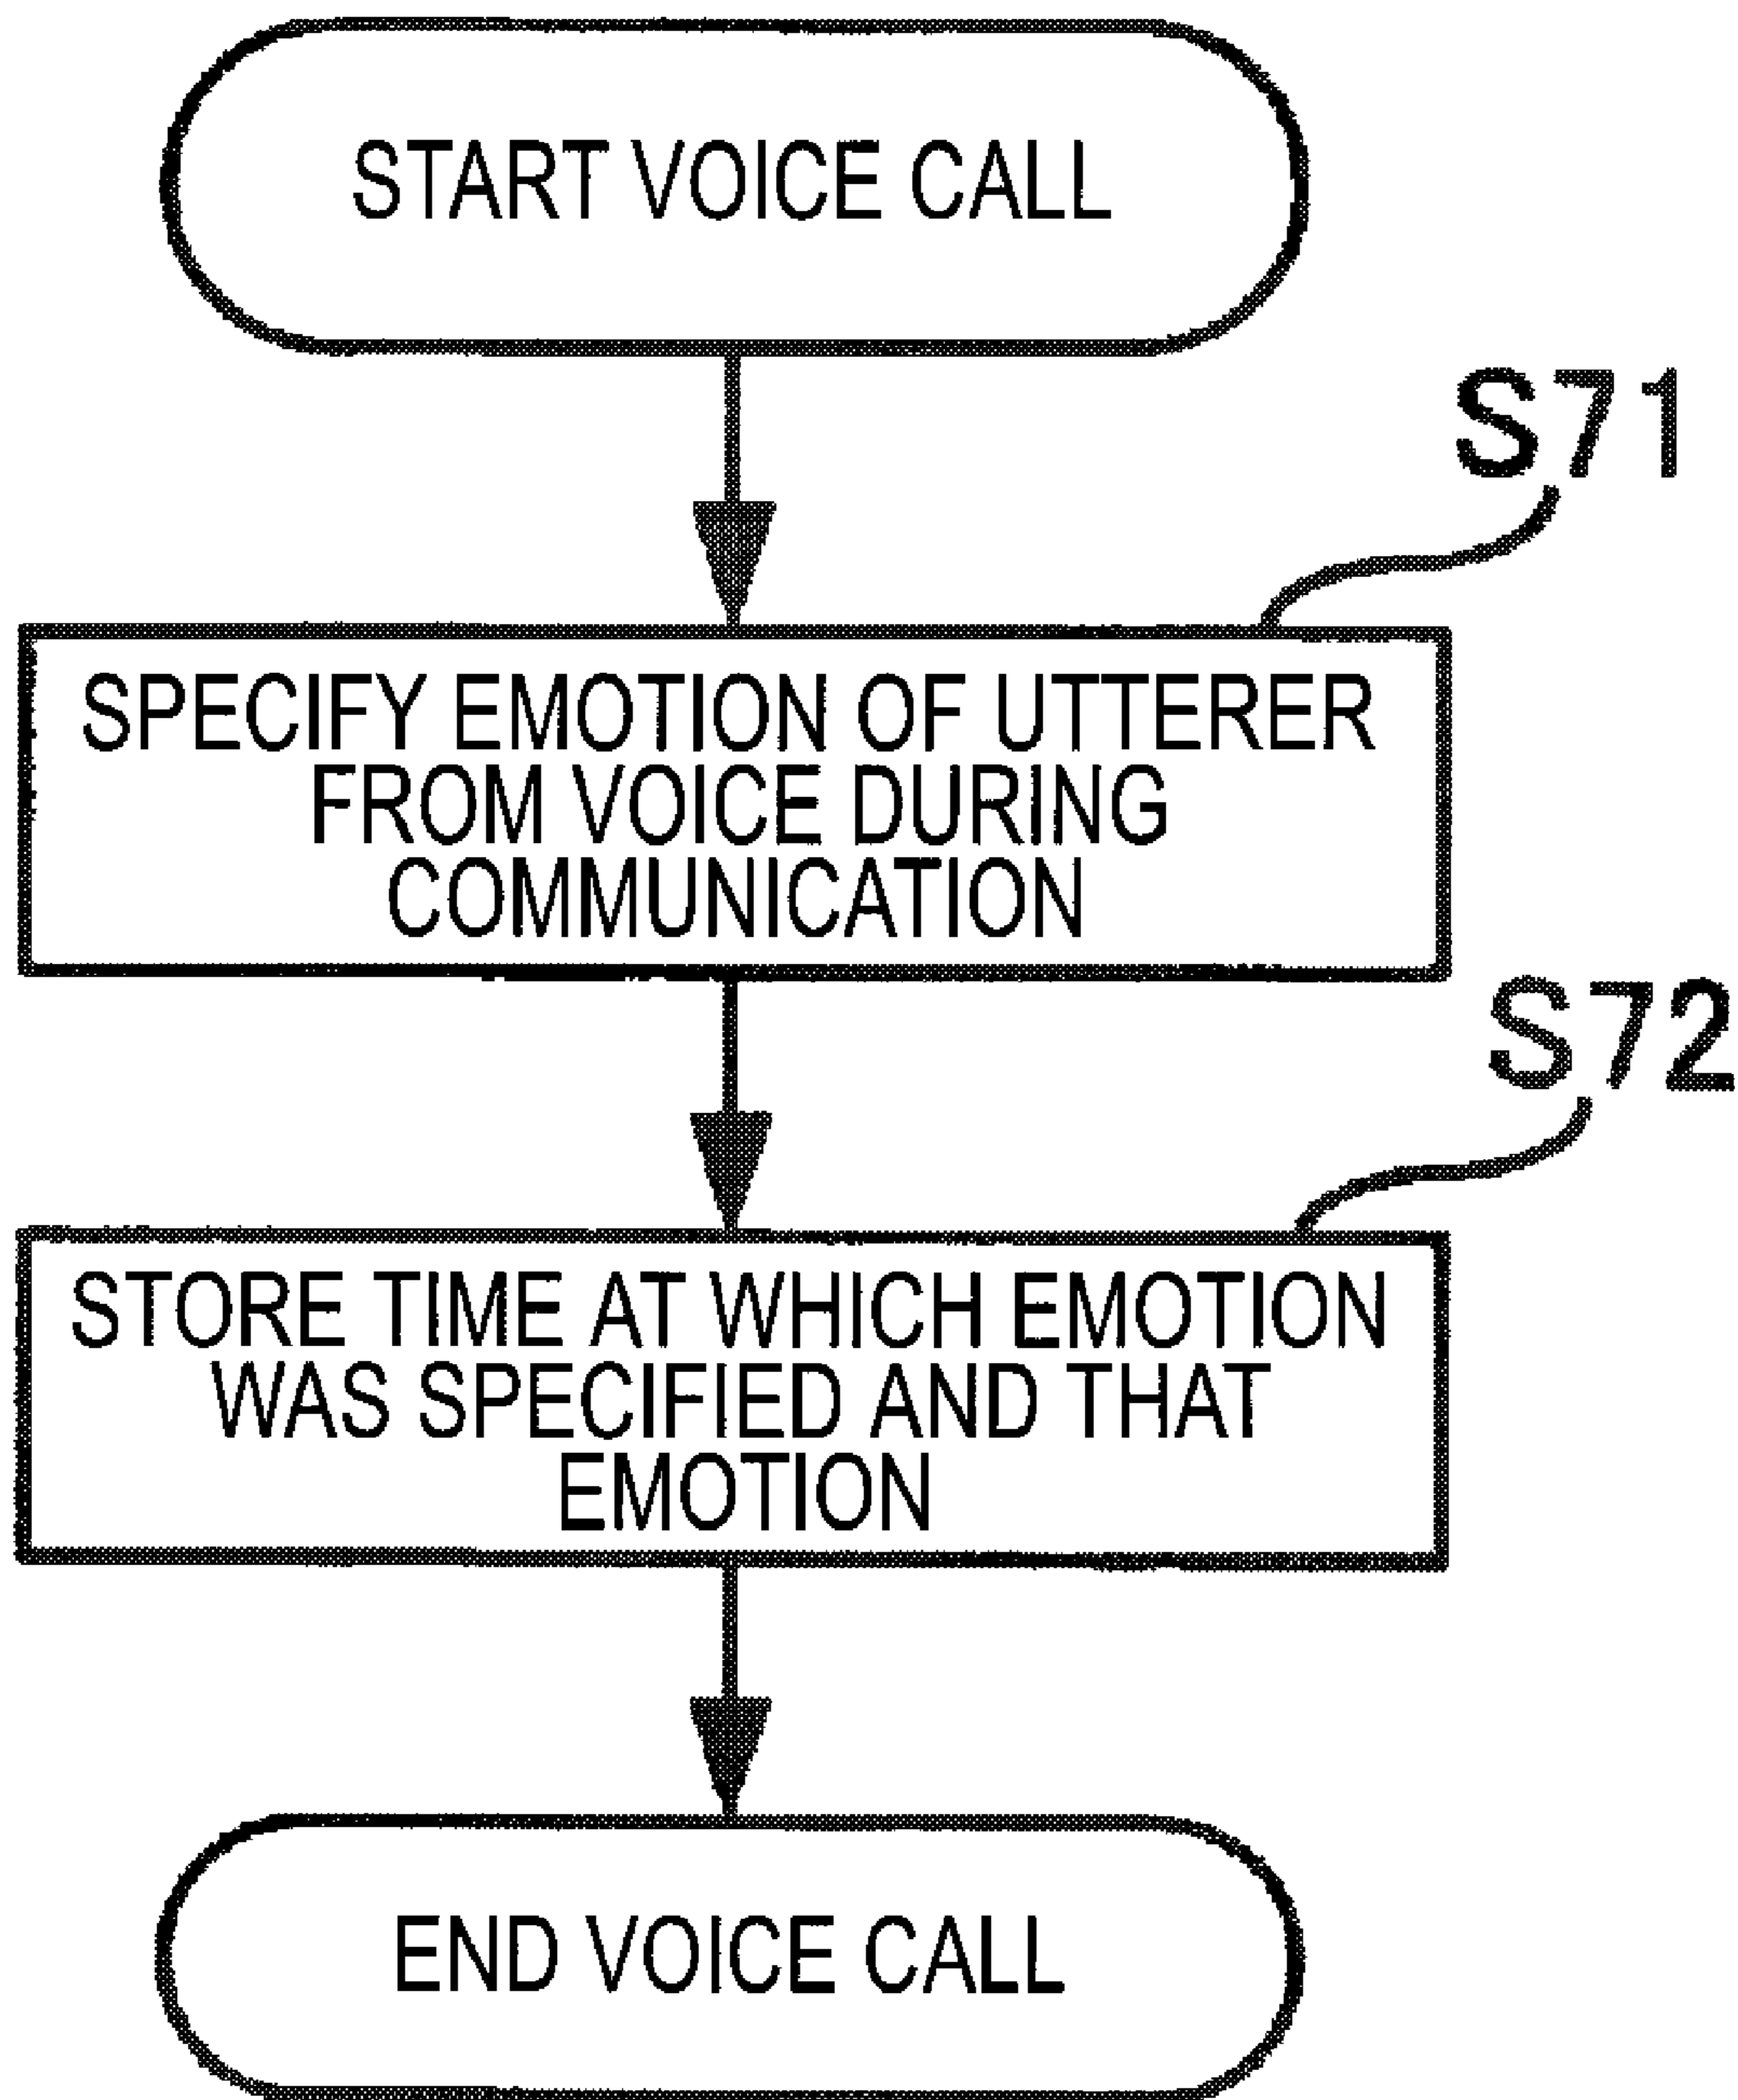 START VOICE CALL
S71
SPECIFY EMOTION OF UTTERER
FROM VOICE DURING
COMMUNICATION
S72
STORE TIME AT WHICH EMOTION
WAS SPECIFIED AND THAT
EMOTION
END VOICE CALL